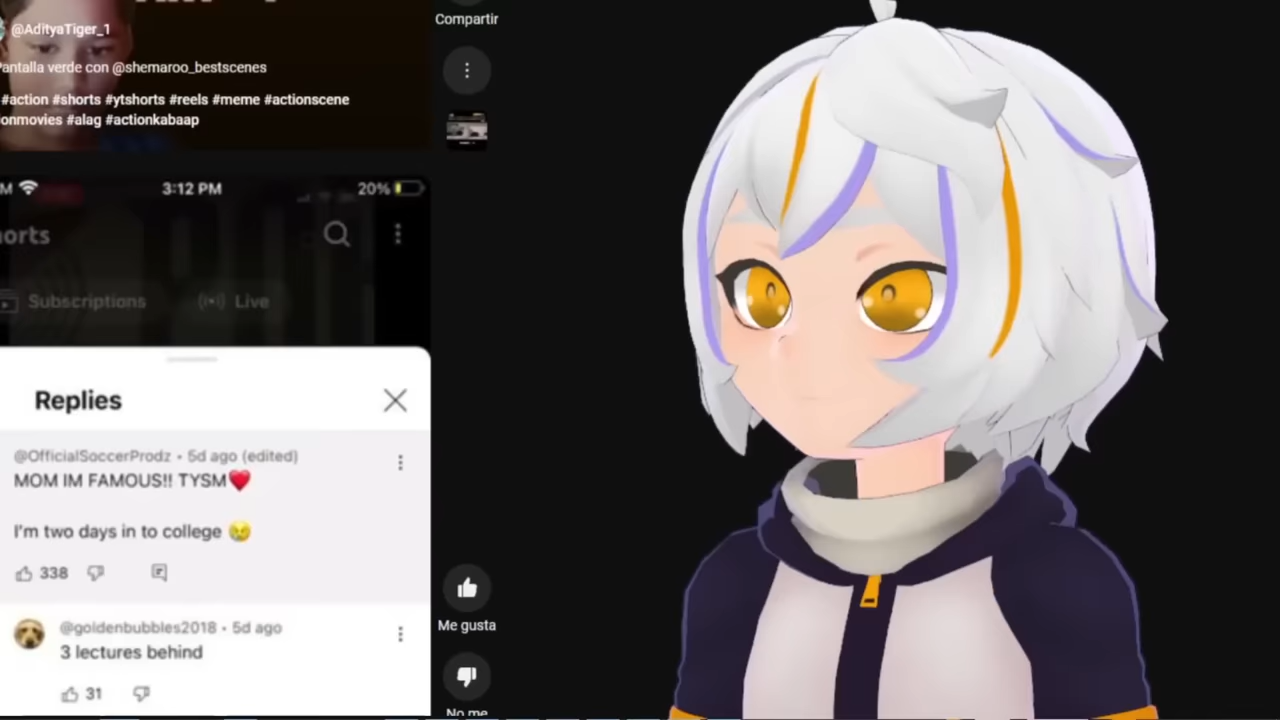 @AdityaTiger_1
Compartir
antalla verde con @shemaroo_bestscenes
#action #shorts #ytshorts #reels #meme #actionscene
onmovies #alag #actionkabaap
M
3:12 PM
20%
orts
Subscriptions
Live
Replies
@OfficialSoccerProdz • 5d ago (edited)
MOM IM FAMOUS!! TYSM❤️
I'm two days in to college 😢
338
@goldenbubbles2018 • 5d ago
3 lectures behind
31
Me gusta
No me